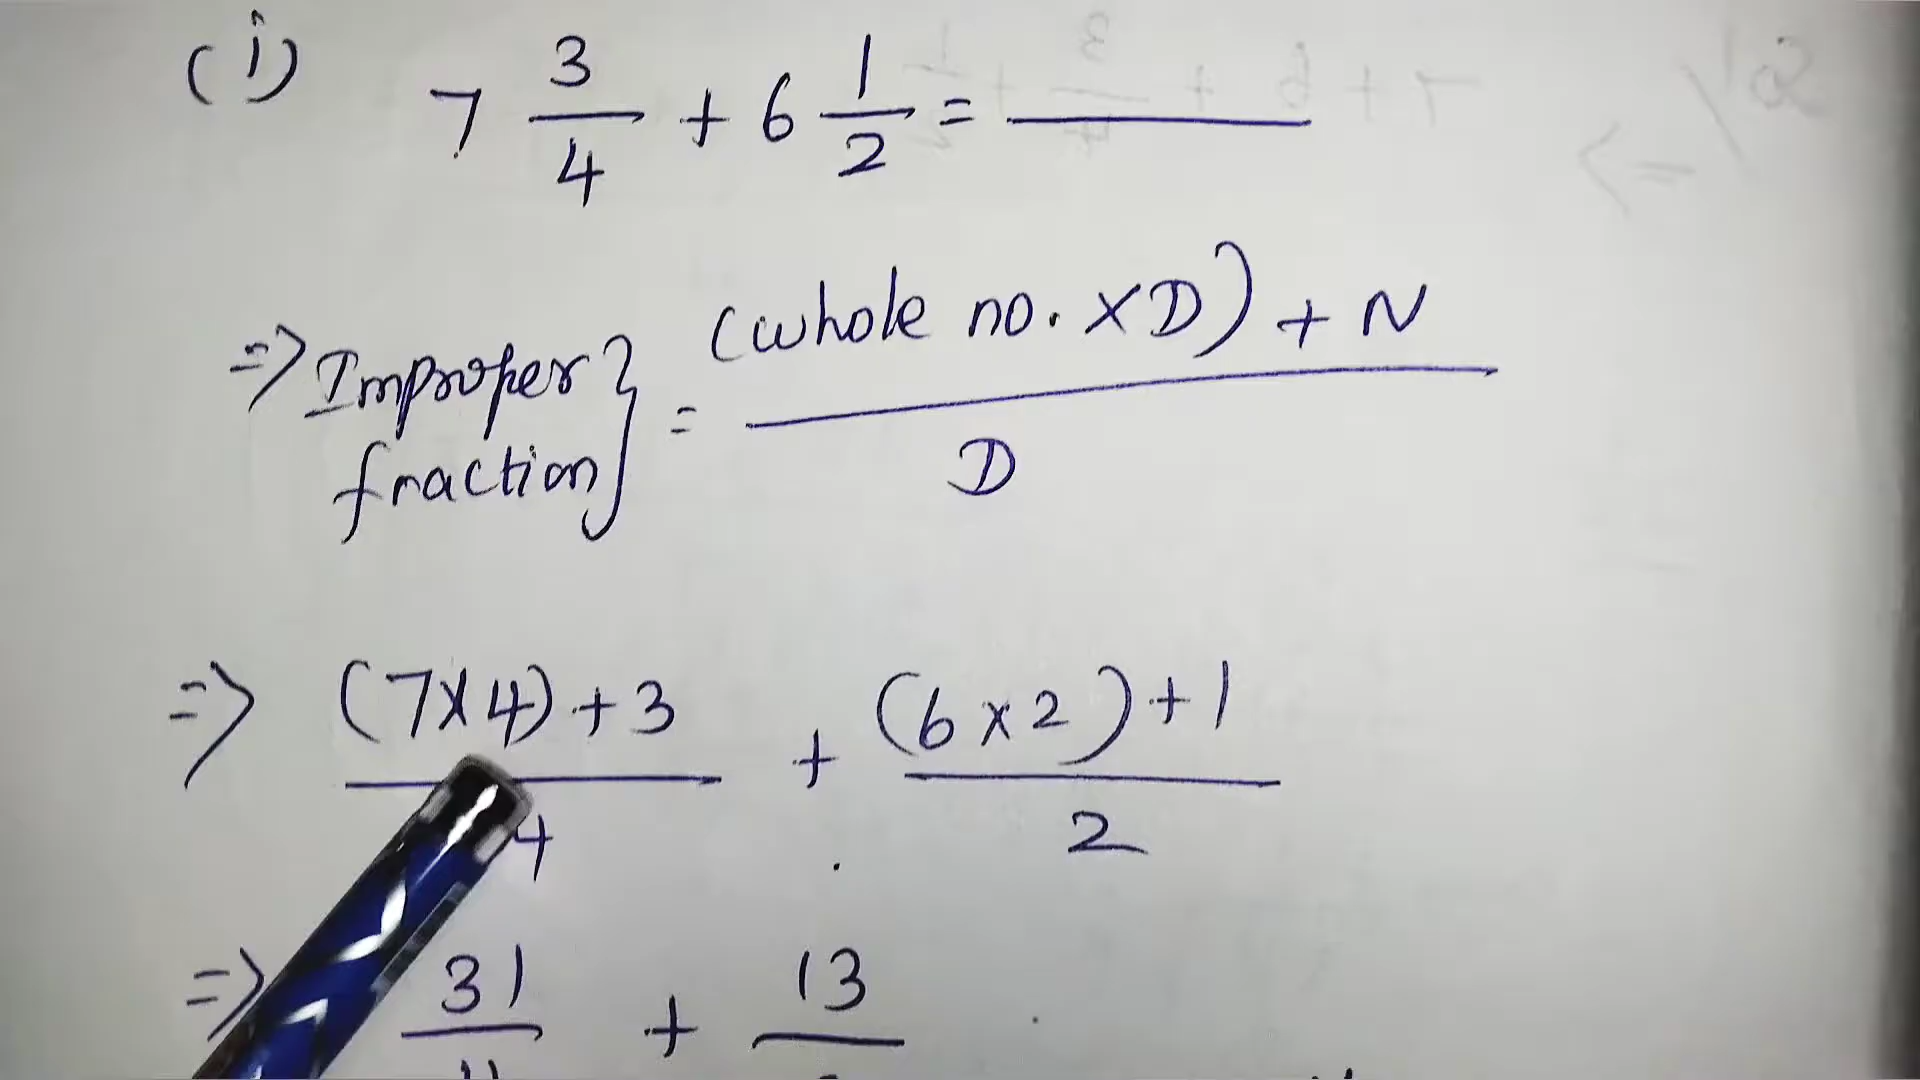 (i) 7 3/4 + 6 1/2 = ______
=> Improper fraction } = (whole no. × D) + N / D
=> (7×4) + 3 / 4 + (6×2) + 1 / 2
=> 31/4 + 13/